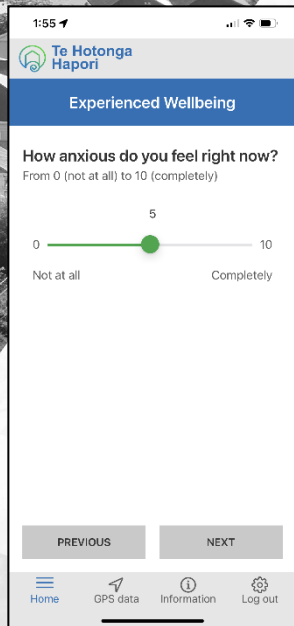 1:55
Te Hotonga
Hapori
Experienced Wellbeing
How anxious do you feel right now?
From 0 (not at all) to 10 (completely)
5
0 10
Not at all Completely
PREVIOUS NEXT
Home GPS data Information Log out